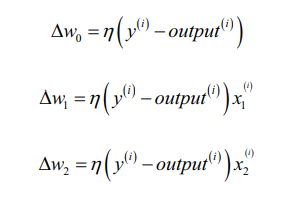 Δw₀ = η(y⁽ⁱ⁾ − output⁽ⁱ⁾)
Δw₁ = η(y⁽ⁱ⁾ − output⁽ⁱ⁾)x₁⁽ⁱ⁾
Δw₂ = η(y⁽ⁱ⁾ − output⁽ⁱ⁾)x₂⁽ⁱ⁾